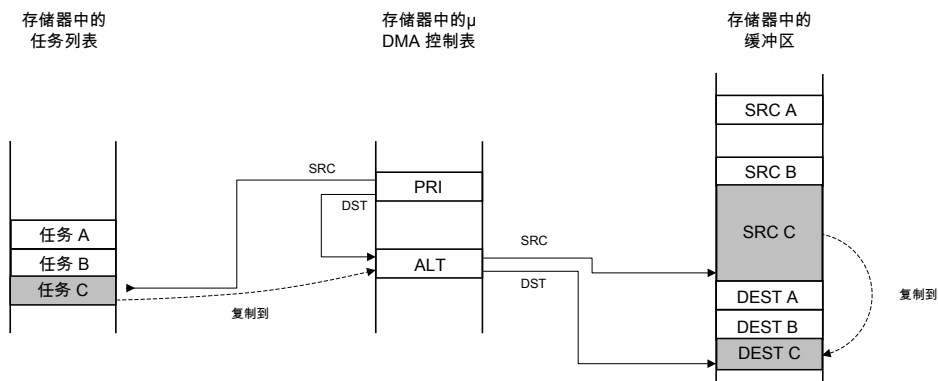 存储器中的
任务列表
存储器中的μ
DMA 控制表
存储器中的
缓冲区
SRC A
SRC B
SRC
PRI
DST
任务 A
任务 B
任务 C
SRC
ALT
DST
SRC C
复制到
DEST A
复制到
DEST B
DEST C